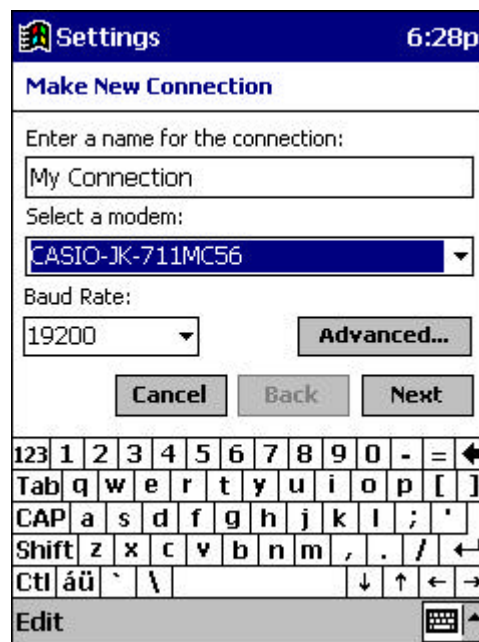 Settings 6:28p
Make New Connection
Enter a name for the connection:
My Connection
Select a modem:
CASIO-JK-711MC56
Baud Rate:
19200 Advanced...
Cancel Back Next
123 1 2 3 4 5 6 7 8 9 0 - = 
Tab q w e r t y u i o p [ ]
CAP a s d f g h j k l ; '
Shift z x c v b n m , . / ↵
Ctl áü ` \ ↓ ↑ ← →
Edit